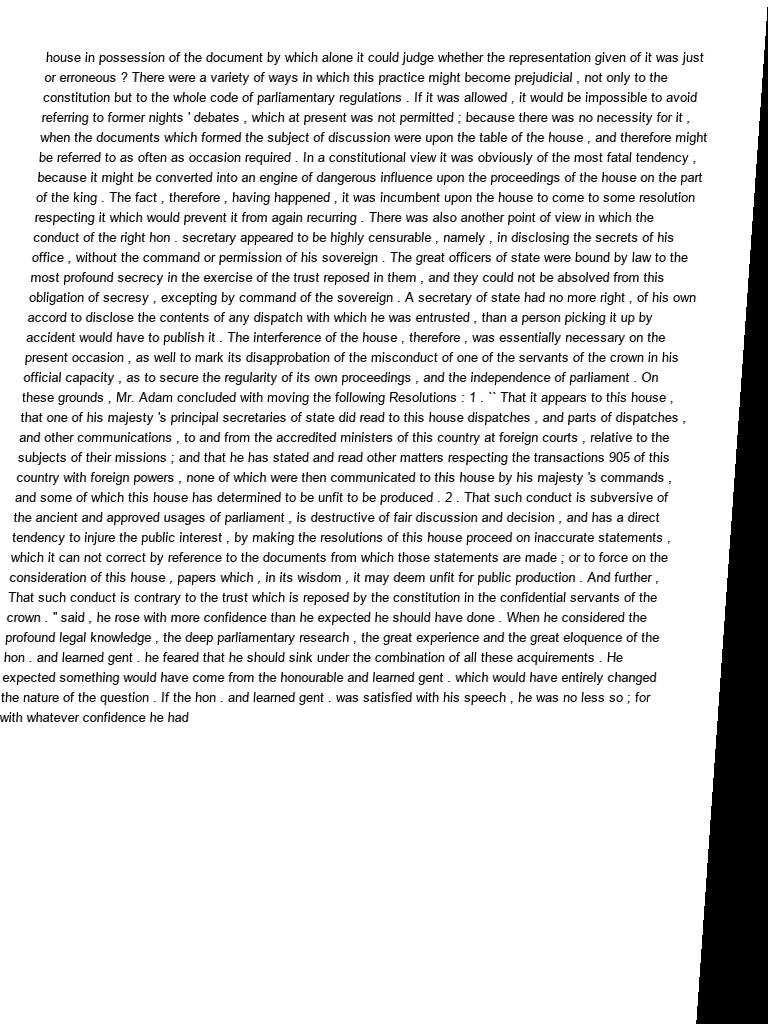 house in possession of the document by which alone it could judge whether the representation given of it was just
or erroneous ? There were a variety of ways in which this practice might become prejudicial , not only to the
constitution but to the whole code of parliamentary regulations . If it was allowed , it would be impossible to avoid
referring to former nights ' debates , which at present was not permitted ; because there was no necessity for it ,
when the documents which formed the subject of discussion were upon the table of the house , and therefore might
be referred to as often as occasion required . In a constitutional view it was obviously of the most fatal tendency ,
because it might be converted into an engine of dangerous influence upon the proceedings of the house on the part
of the king . The fact , therefore , having happened , it was incumbent upon the house to come to some resolution
respecting it which would prevent it from again recurring . There was also another point of view in which the
conduct of the right hon . secretary appeared to be highly censurable , namely , in disclosing the secrets of his
office , without the command or permission of his sovereign . The great officers of state were bound by law to the
most profound secrecy in the exercise of the trust reposed in them , and they could not be absolved from this
obligation of secresy , excepting by command of the sovereign . A secretary of state had no more right , of his own
accord to disclose the contents of any dispatch with which he was entrusted , than a person picking it up by
accident would have to publish it . The interference of the house , therefore , was essentially necessary on the
present occasion , as well to mark its disapprobation of the misconduct of one of the servants of the crown in his
official capacity , as to secure the regularity of its own proceedings , and the independence of parliament . On
these grounds , Mr. Adam concluded with moving the following Resolutions : 1 . `` That it appears to this house ,
that one of his majesty 's principal secretaries of state did read to this house dispatches , and parts of dispatches ,
and other communications , to and from the accredited ministers of this country at foreign courts , relative to the
subjects of their missions ; and that he has stated and read other matters respecting the transactions 905 of this
country with foreign powers , none of which were then communicated to this house by his majesty 's commands ,
and some of which this house has determined to be unfit to be produced . 2 . That such conduct is subversive of
the ancient and approved usages of parliament , is destructive of fair discussion and decision , and has a direct
tendency to injure the public interest , by making the resolutions of this house proceed on inaccurate statements ,
which it can not correct by reference to the documents from which those statements are made ; or to force on the
consideration of this house , papers which , in its wisdom , it may deem unfit for public production . And further ,
That such conduct is contrary to the trust which is reposed by the constitution in the confidential servants of the
crown . '' said , he rose with more confidence than he expected he should have done . When he considered the
profound legal knowledge , the deep parliamentary research , the great experience and the great eloquence of the
hon . and learned gent . he feared that he should sink under the combination of all these acquirements . He
expected something would have come from the honourable and learned gent . which would have entirely changed
the nature of the question . If the hon . and learned gent . was satisfied with his speech , he was no less so ; for
with whatever confidence he had